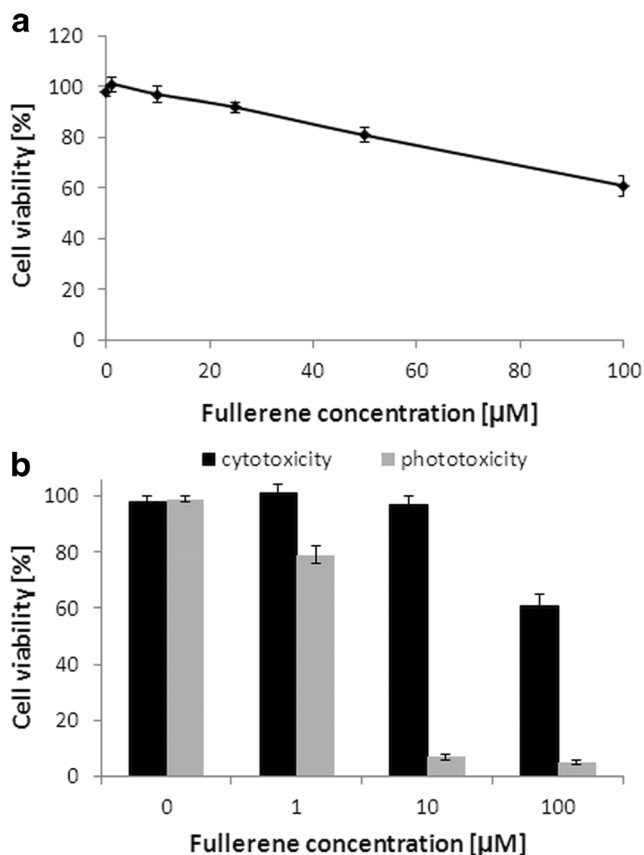 a
120
100
80
60
40
20
0
Cell viability [%]
0 20 40 60 80 100
Fullerene concentration [µM]
b
cytotoxicity phototoxicity
100
80
60
40
20
0
Cell viability [%]
0 1 10 100
Fullerene concentration [µM]